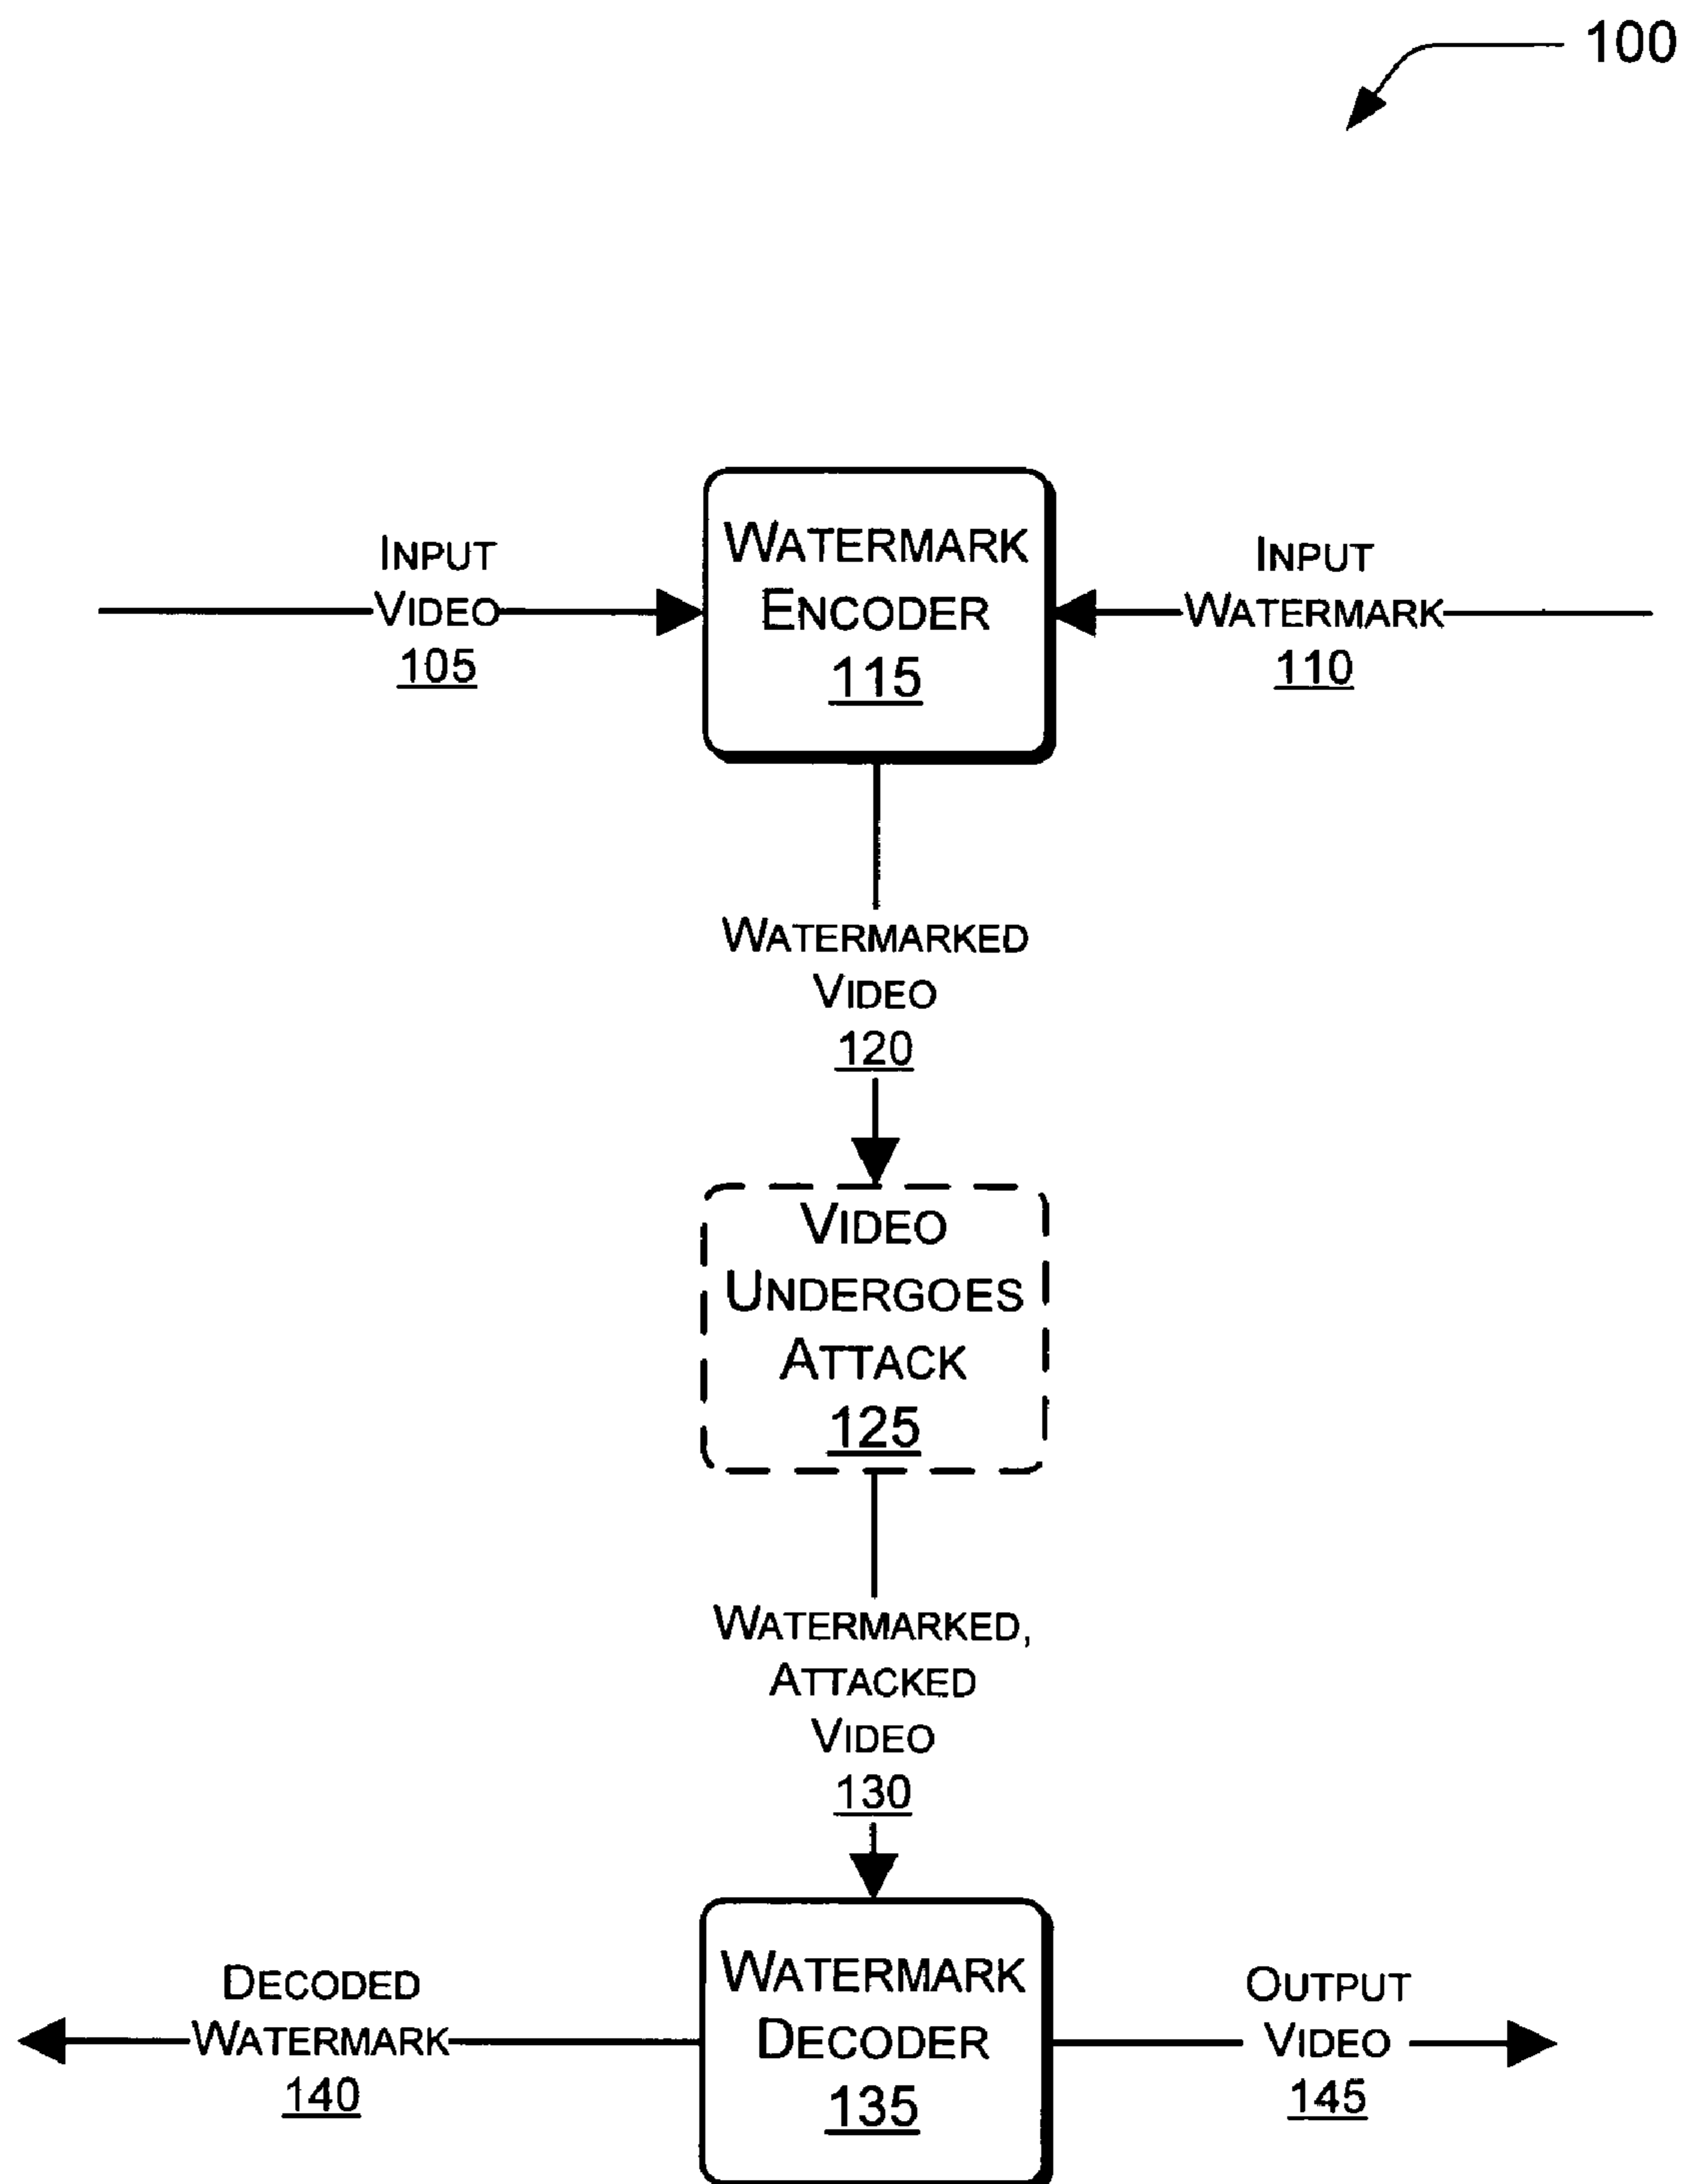 100
INPUT
VIDEO
105
WATERMARK
ENCODER
115
INPUT
WATERMARK
110
WATERMARKED
VIDEO
120
VIDEO
UNDERGOES
ATTACK
125
WATERMARKED,
ATTACKED
VIDEO
130
DECODED
WATERMARK
140
WATERMARK
DECODER
135
OUTPUT
VIDEO
145